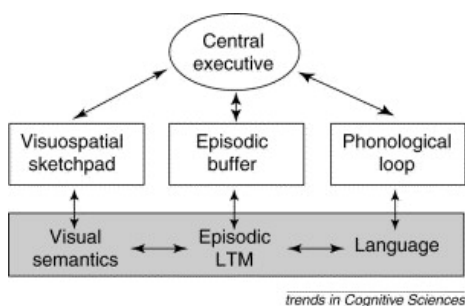 Central
executive
Visuospatial
sketchpad
Episodic
buffer
Phonological
loop
Visual
semantics
Episodic
LTM
Language
trends in Cognitive Sciences